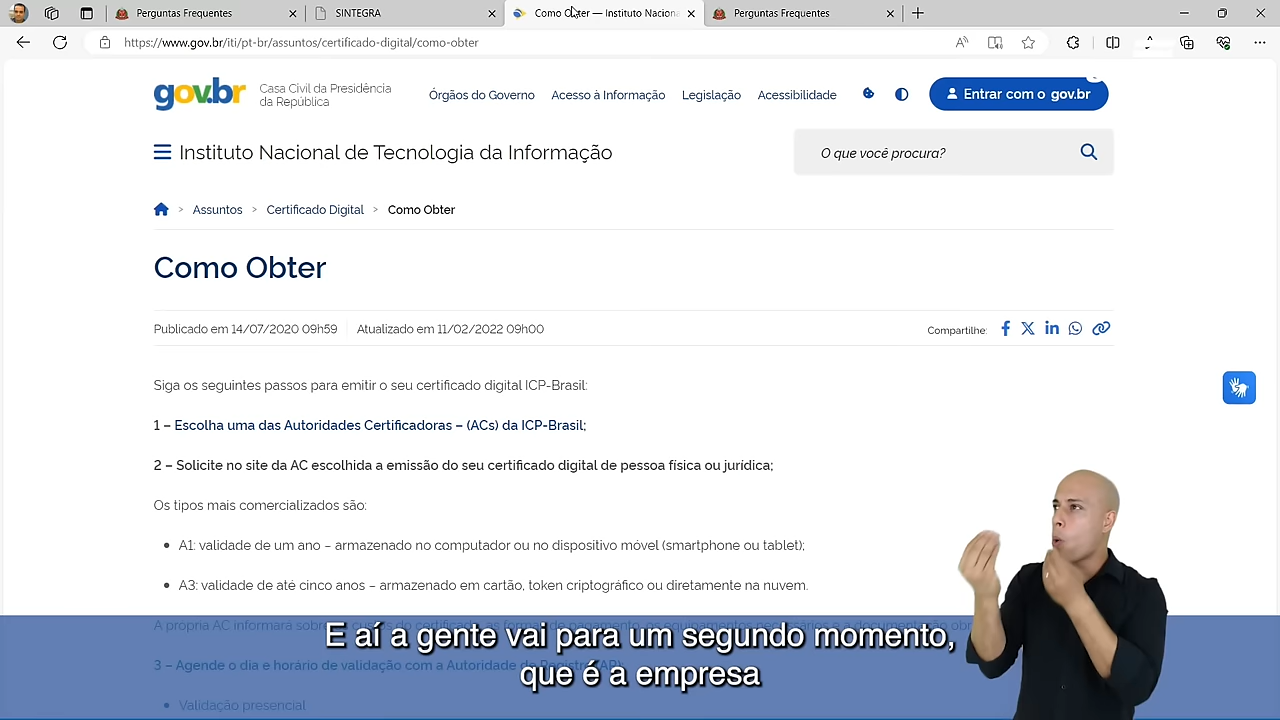 Perguntas Frequentes
SINTEGRA
Como Obter — Instituto Naciona
Perguntas Frequentes
https://www.gov.br/iti/pt-br/assuntos/certificado-digital/como-obter
gov.br
Casa Civil da Presidência
da República
Órgãos do Governo
Acesso à Informação
Legislação
Acessibilidade
Entrar com o gov.br
Instituto Nacional de Tecnologia da Informação
O que você procura?
> Assuntos > Certificado Digital > Como Obter
Como Obter
Publicado em 14/07/2020 09h59
Atualizado em 11/02/2022 09h00
Compartilhe:
Siga os seguintes passos para emitir o seu certificado digital ICP-Brasil:
1 – Escolha uma das Autoridades Certificadoras – (ACs) da ICP-Brasil;
2 – Solicite no site da AC escolhida a emissão do seu certificado digital de pessoa física ou jurídica;
Os tipos mais comercializados são:
A1: validade de um ano – armazenado no computador ou no dispositivo móvel (smartphone ou tablet);
A3: validade de até cinco anos – armazenado em cartão, token criptográfico ou diretamente na nuvem.
A própria AC informará sobre
E aí a gente vai para um segundo momento,
3 – Agende o dia e horário de validação com a Autoridade de Registro (AR);
que é a empresa
Validação presencial